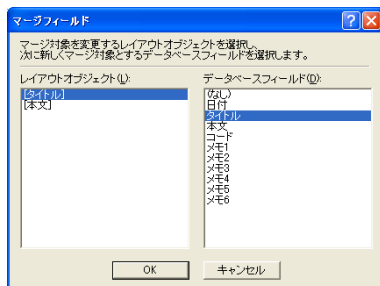 マージフィールド
マージ対象を変更するレイアウトオブジェクトを選択し、
次に新しくマージ対象とするデータベースフィールドを選択します。
レイアウトオブジェクト(L):
[タイトル]
[本文]
データベースフィールド(D):
(なし)
日付
タイトル
本文
コード
メモ1
メモ2
メモ3
メモ4
メモ5
メモ6
OK
キャンセル